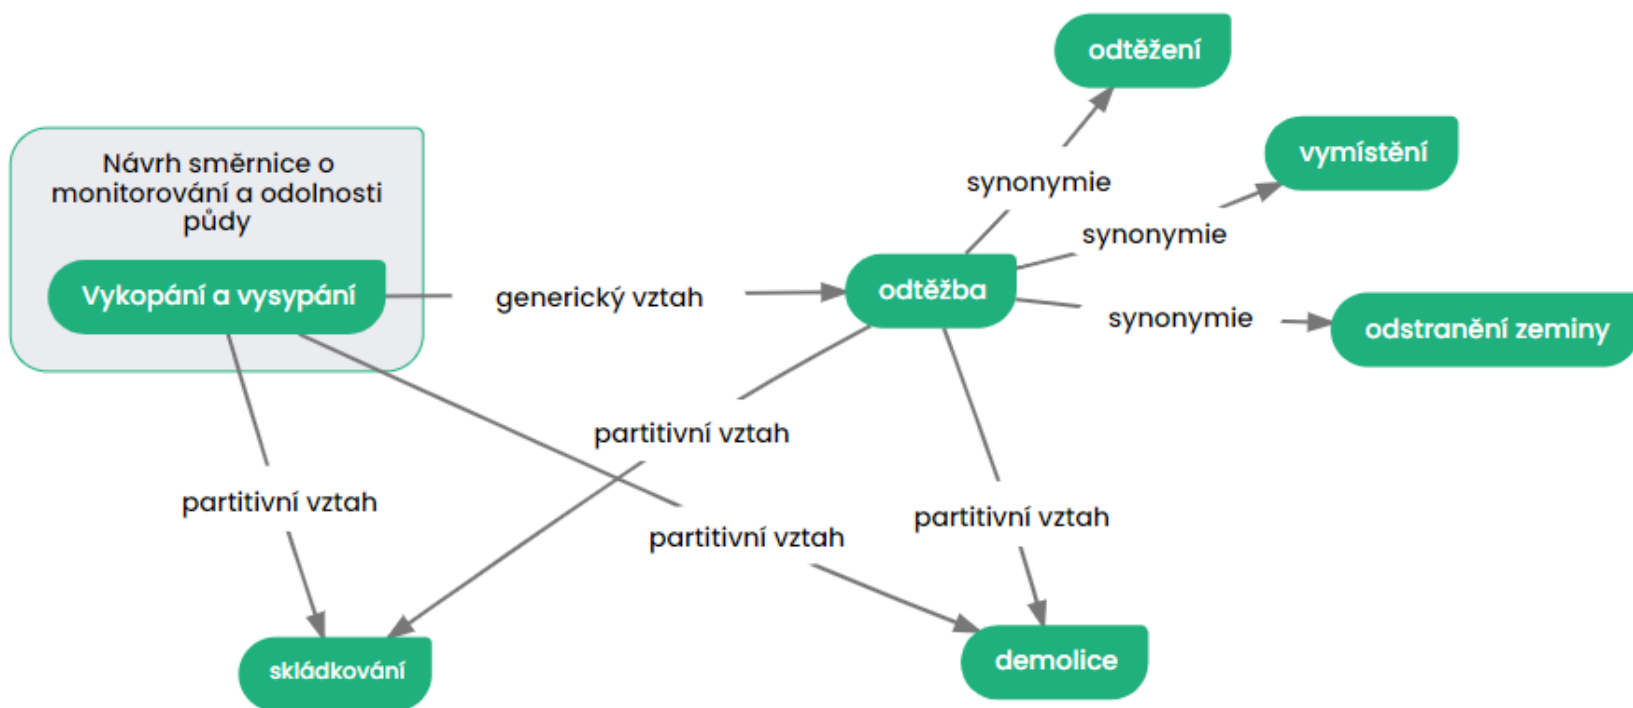 odtěžení
vymístění
Návrh směrnice o
monitorování a odolnosti
půdy
synonymie
synonymie
Vykopání a vysypání
generický vztah
odtěžba
synonymie
odstranění zeminy
partitivní vztah
partitivní vztah
partitivní vztah
partitivní vztah
skládkování
demolice